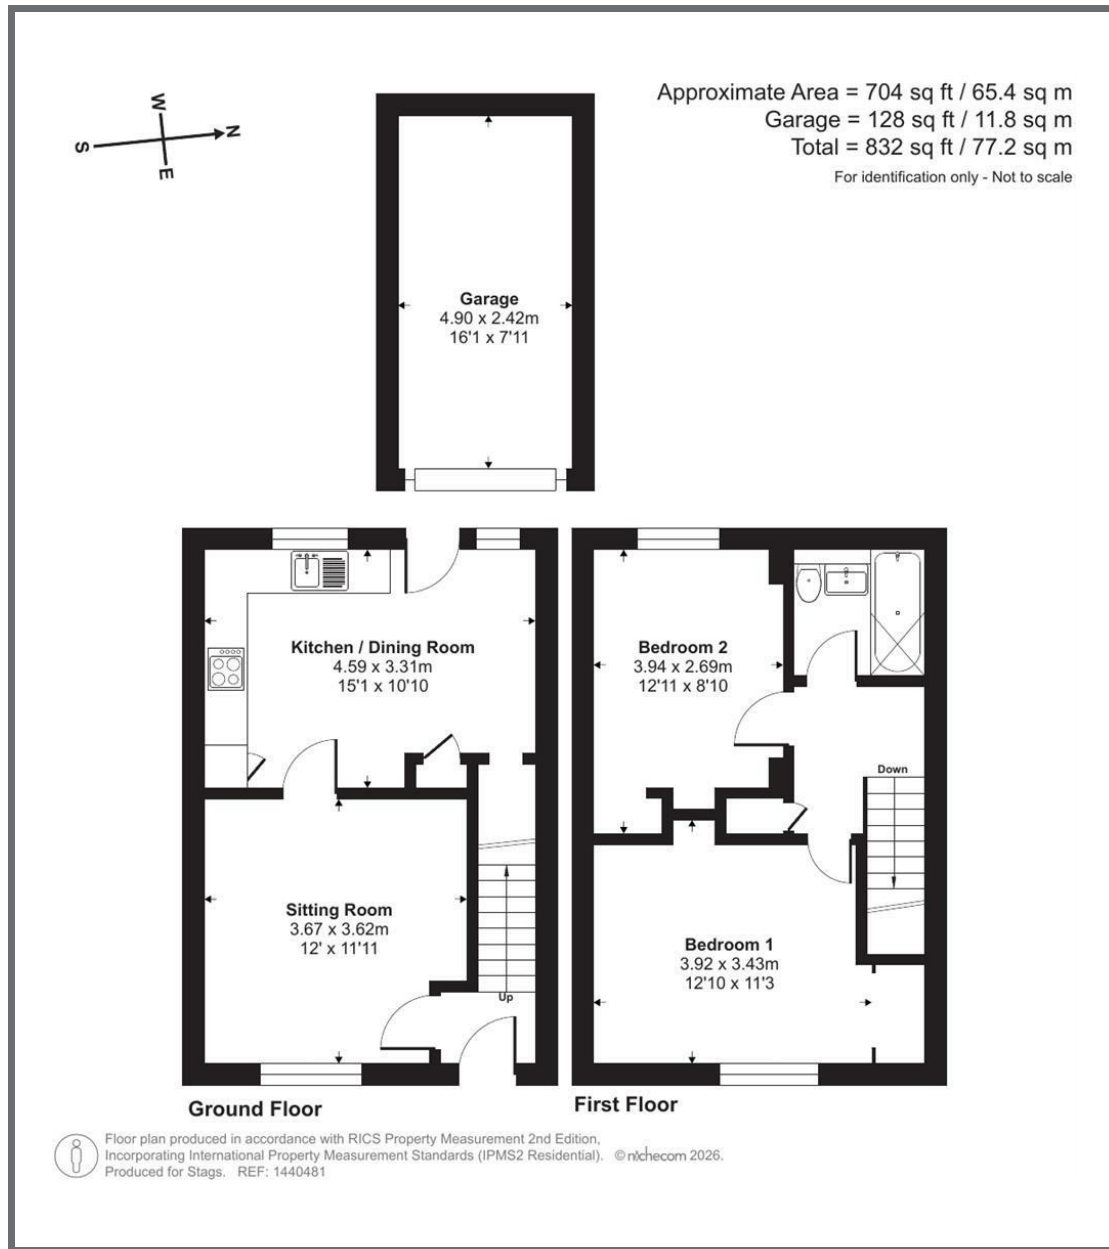 Approximate Area = 704 sq ft / 65.4 sq m
Garage = 128 sq ft / 11.8 sq m
Total = 832 sq ft / 77.2 sq m
For identification only - Not to scale
W
N
S
E
Garage
4.90 x 2.42m
16'1 x 7'11
Kitchen / Dining Room
4.59 x 3.31m
15'1 x 10'10
Sitting Room
3.67 x 3.62m
12' x 11'11
Up
Ground Floor
Bedroom 2
3.94 x 2.69m
12'11 x 8'10
Down
Bedroom 1
3.92 x 3.43m
12'10 x 11'3
First Floor
Floor plan produced in accordance with RICS Property Measurement 2nd Edition,
Incorporating International Property Measurement Standards (IPMS2 Residential). © nichecom 2026.
Produced for Stags. REF: 1440481